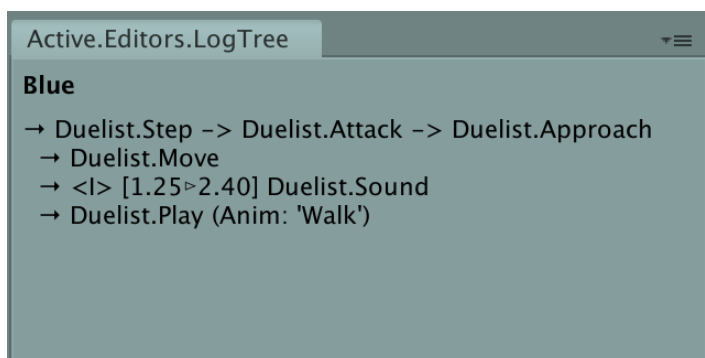 Active.Editors.LogTree
Blue
→ Duelist.Step –> Duelist.Attack –> Duelist.Approach
→ Duelist.Move
→ <I> [1.25▹2.40] Duelist.Sound
→ Duelist.Play (Anim: 'Walk')